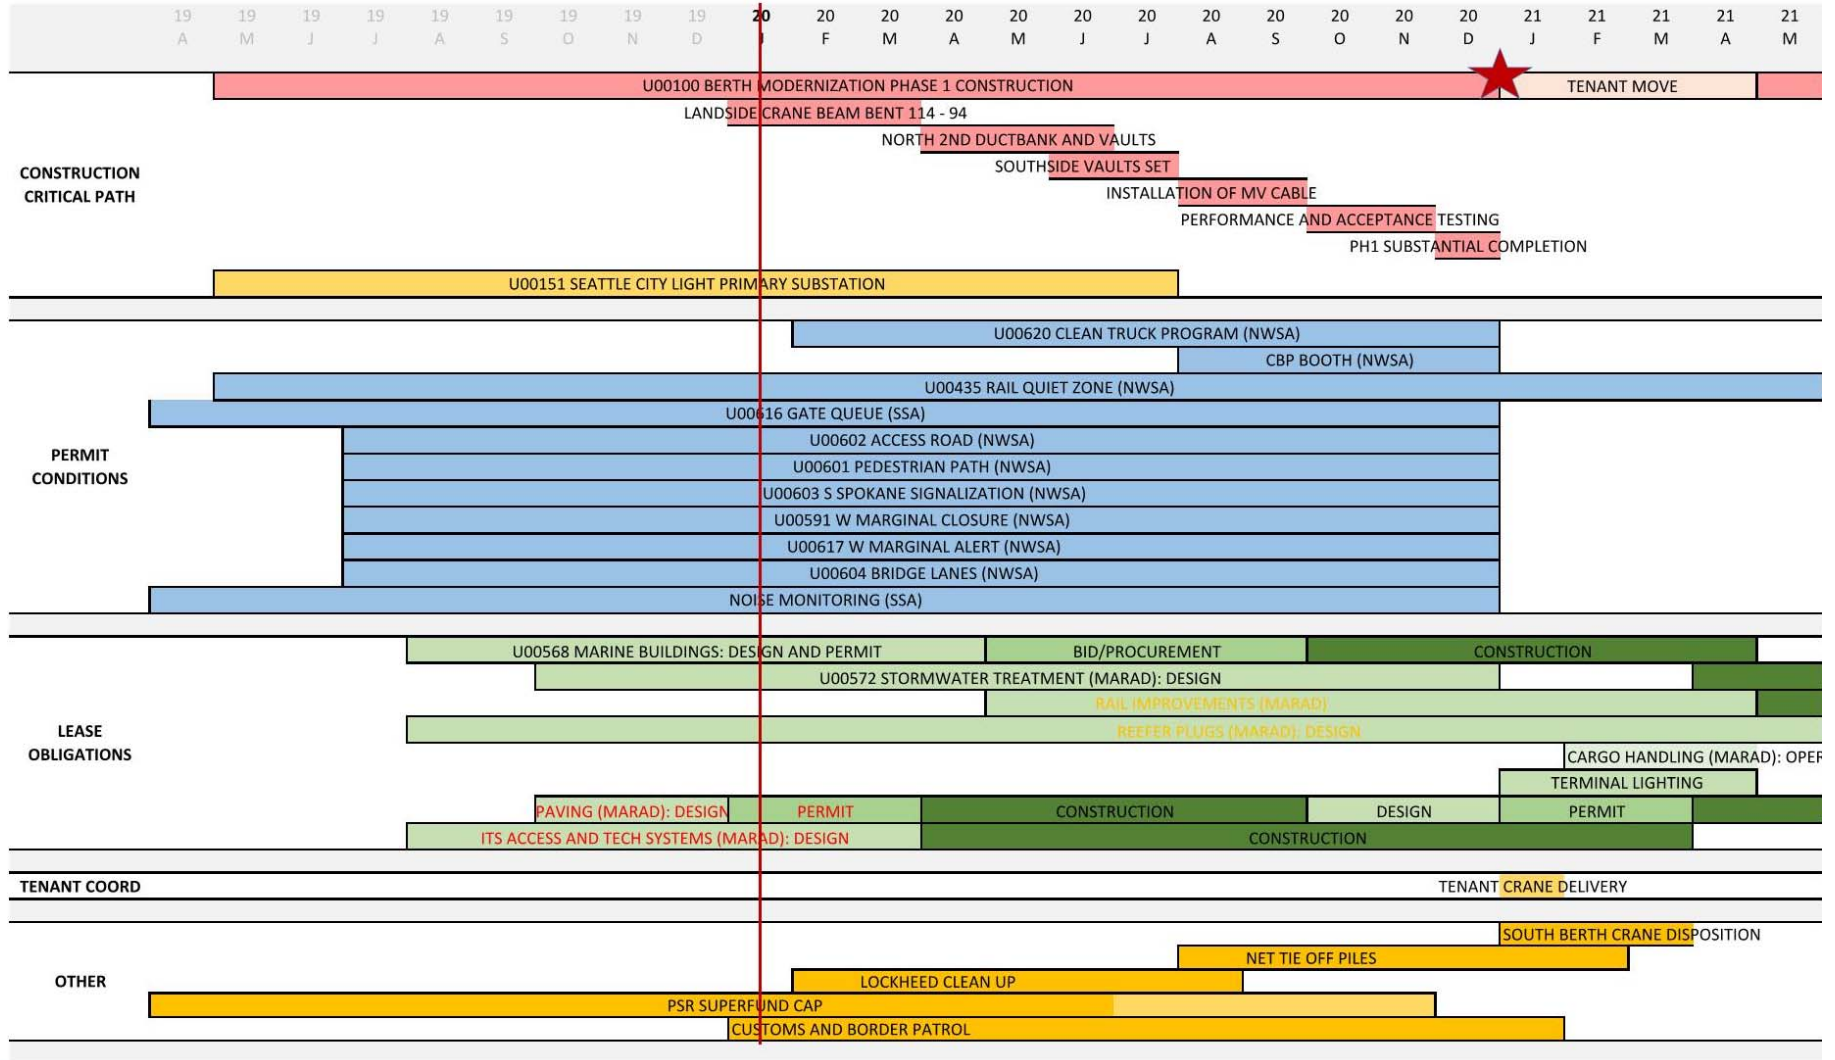 19 19 19 19 19 19 19 19 19 20 20 20 20 20 20 20 20 20 20 20 20 21 21 21 21 21
A M J J A S O N D J F M A M J J A S O N D J F M A M
U00100 BERTH MODERNIZATION PHASE 1 CONSTRUCTION TENANT MOVE
LANDSIDE CRANE BEAM BENT 114 - 94
NORTH 2ND DUCTBANK AND VAULTS
SOUTHSIDE VAULTS SET
CONSTRUCTION
CRITICAL PATH
INSTALLATION OF MV CABLE
PERFORMANCE AND ACCEPTANCE TESTING
PH1 SUBSTANTIAL COMPLETION
U00151 SEATTLE CITY LIGHT PRIMARY SUBSTATION
U00620 CLEAN TRUCK PROGRAM (NWSA)
CBP BOOTH (NWSA)
U00435 RAIL QUIET ZONE (NWSA)
U00616 GATE QUEUE (SSA)
U00602 ACCESS ROAD (NWSA)
PERMIT
CONDITIONS
U00601 PEDESTRIAN PATH (NWSA)
U00603 S SPOKANE SIGNALIZATION (NWSA)
U00591 W MARGINAL CLOSURE (NWSA)
U00617 W MARGINAL ALERT (NWSA)
U00604 BRIDGE LANES (NWSA)
NOISE MONITORING (SSA)
U00568 MARINE BUILDINGS: DESIGN AND PERMIT BID/PROCUREMENT CONSTRUCTION
U00572 STORMWATER TREATMENT (MARAD): DESIGN
RAIL IMPROVEMENTS (MARAD)
LEASE
OBLIGATIONS
REEFER PLUGS (MARAD): DESIGN
CARGO HANDLING (MARAD): OPER
TERMINAL LIGHTING
PAVING (MARAD): DESIGN PERMIT CONSTRUCTION DESIGN PERMIT
ITS ACCESS AND TECH SYSTEMS (MARAD): DESIGN CONSTRUCTION
TENANT COORD TENANT CRANE DELIVERY
SOUTH BERTH CRANE DISPOSITION
NET TIE OFF PILES
OTHER LOCKHEED CLEAN UP
PSR SUPERFUND CAP
CUSTOMS AND BORDER PATROL